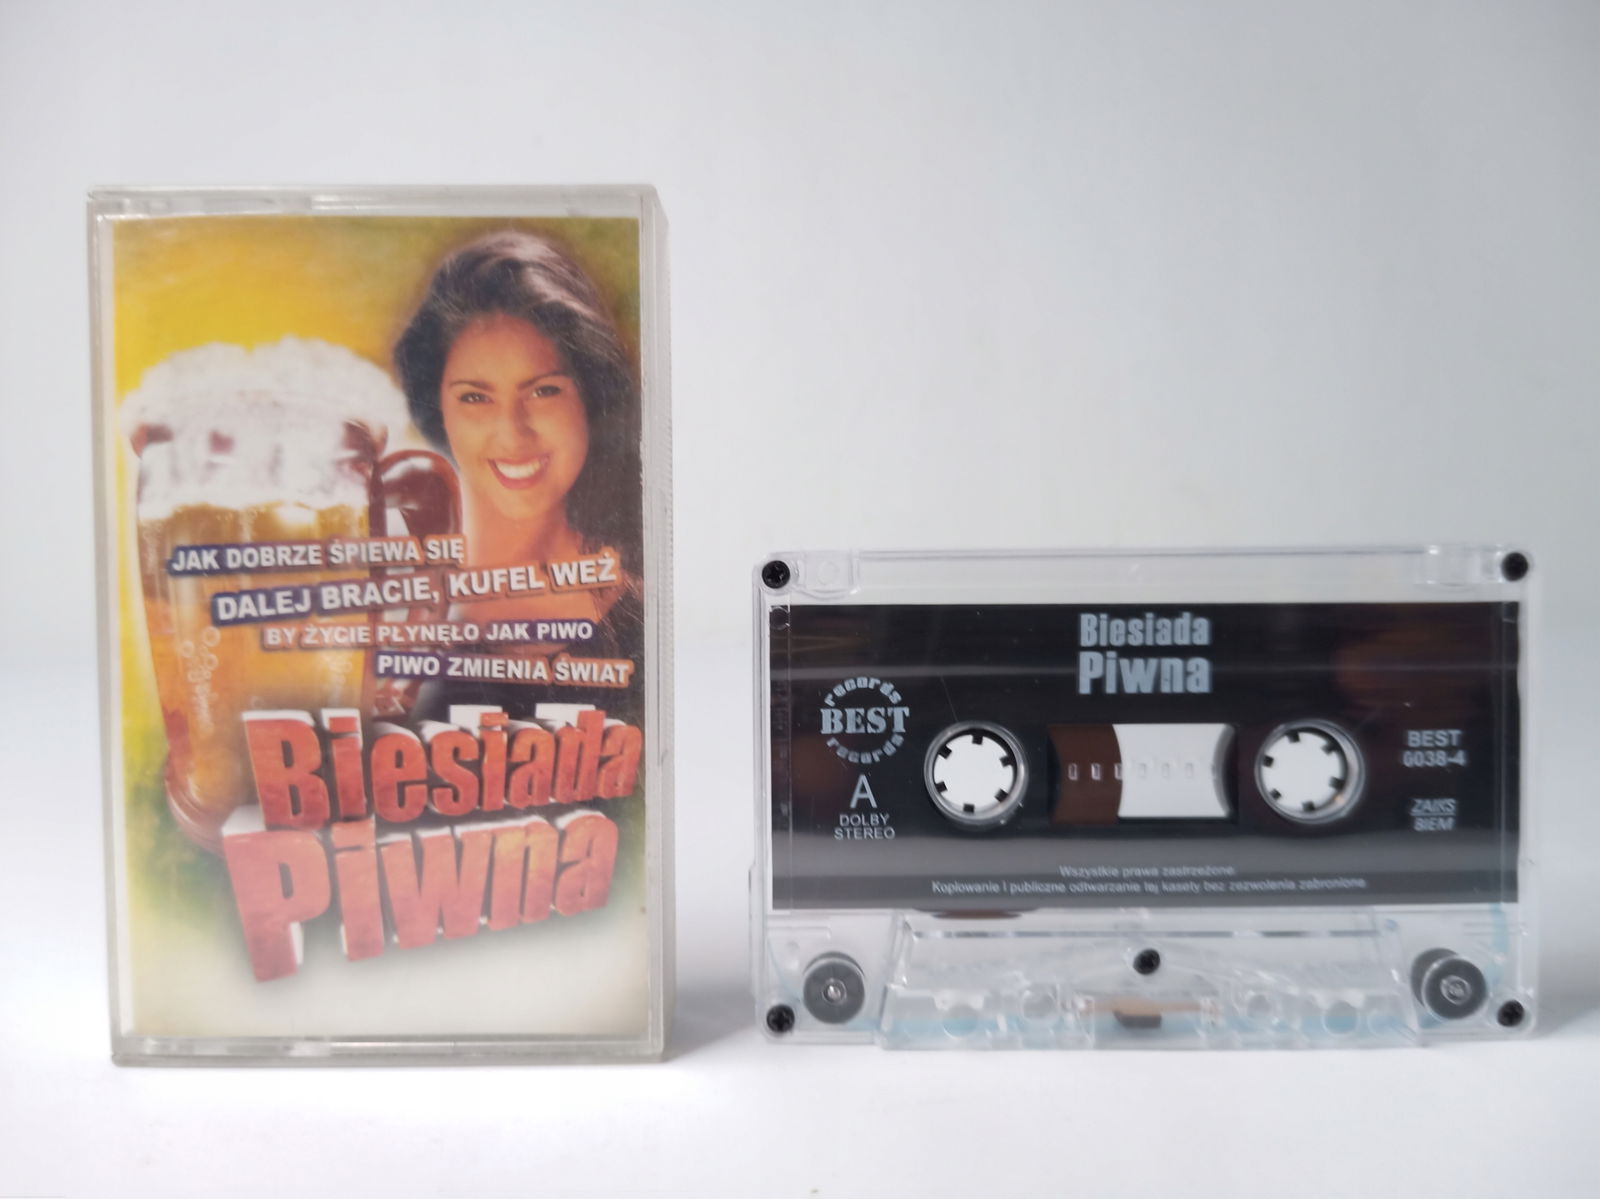 JAK DOBRZE ŚPIEWA SIĘ
DALEJ BRACIE, KUFEL WEŹ
BY ŻYCIE PŁYNĘŁO JAK PIWO
PIWO ZMIENIA ŚWIAT
Biesiada
Piwna
Biesiada
Piwna
records
BEST
records
A
DOLBY
STEREO
BEST
0038-4
ZAIKS
BIEM
Wszystkie prawa zastrzeżone.
Kopiowanie i publiczne odtwarzanie tej kasety bez zezwolenia zabronione